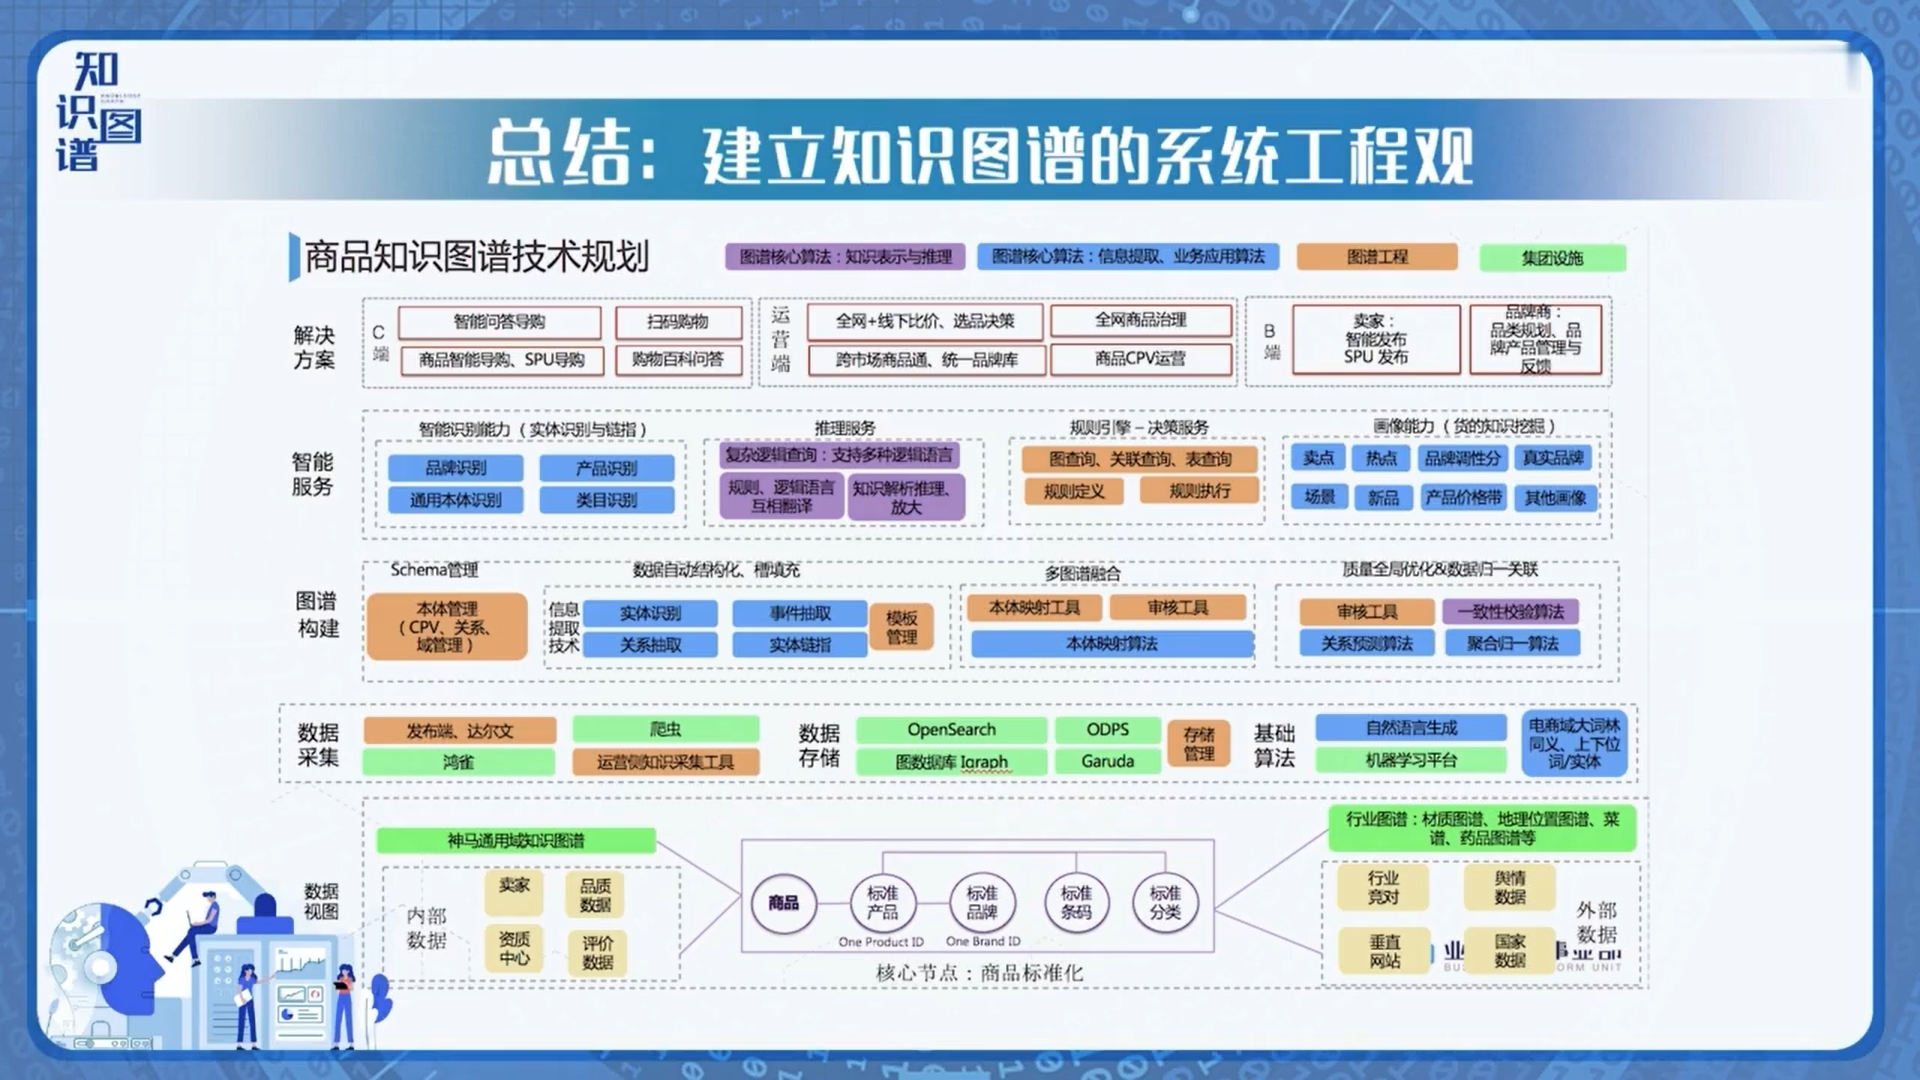 知识图谱
总结：建立知识图谱的系统工程观
商品知识图谱技术规划
图谱核心算法：知识表示与推理
图谱核心算法：信息提取、业务应用算法
图谱工程
集团设施
解决
方案
C
端
智能问答导购
扫码购物
商品智能导购、SPU导购
购物百科问答
运
营
端
全网+线下比价、选品决策
全网商品治理
跨市场商品通、统一品牌库
商品CPV运营
B
端
卖家：
智能发布
SPU 发布
品牌商：
品类规划、品
牌产品管理与
反馈
智能
服务
智能识别能力（实体识别与链指）
品牌识别
产品识别
通用本体识别
类目识别
推理服务
复杂逻辑查询：支持多种逻辑语言
规则、逻辑语言
互相翻译
知识解析推理、
放大
规则引擎 – 决策服务
图查询、关联查询、表查询
规则定义
规则执行
画像能力（货的知识挖掘）
卖点
热点
品牌调性分
真实品牌
场景
新品
产品价格带
其他画像
图谱
构建
Schema管理
本体管理
（CPV、关系、
域管理）
数据自动结构化、槽填充
信息
提取
技术
实体识别
事件抽取
关系抽取
实体链指
模板
管理
多图谱融合
本体映射工具
审核工具
本体映射算法
质量全局优化&数据归一关联
审核工具
一致性校验算法
关系预测算法
聚合归一算法
数据
采集
发布端、达尔文
爬虫
鸿雀
运营侧知识采集工具
数据
存储
OpenSearch
ODPS
图数据库 Igraph
Garuda
存储
管理
基础
算法
自然语言生成
机器学习平台
电商域大词林
同义、上下位
词/实体
数据
视图
神马通用域知识图谱
内部
数据
卖家
品质
数据
资质
中心
评价
数据
商品
标准
产品
标准
品牌
标准
条码
标准
分类
One Product ID
One Brand ID
核心节点：商品标准化
行业图谱：材质图谱、地理位置图谱、菜
谱、药品图谱等
行业
竞对
舆情
数据
垂直
网站
国家
数据
外部
数据